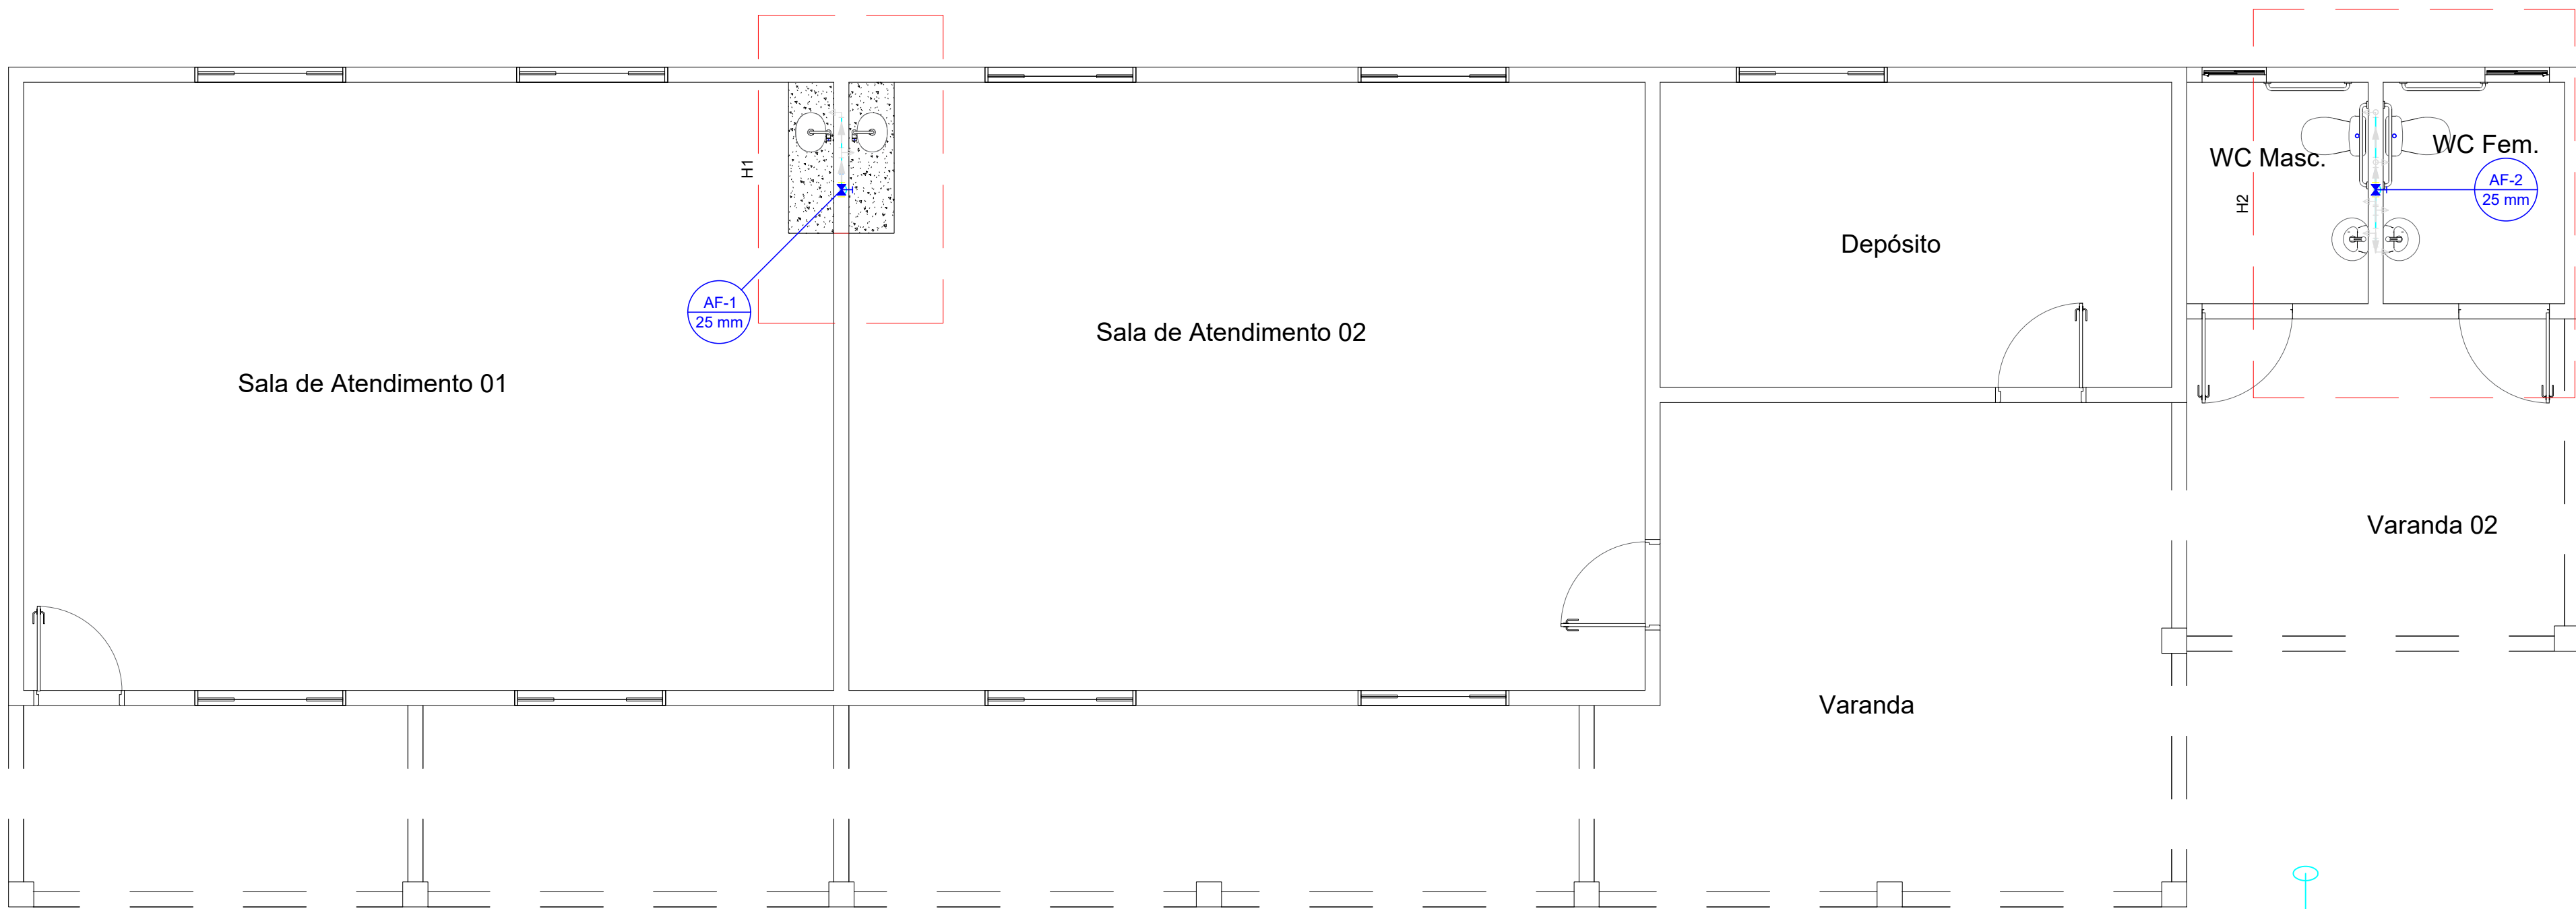 H1
AF-1
25 mm
Sala de Atendimento 01
Sala de Atendimento 02
Depósito
WC Masc.
WC Fem.
H2
AF-2
25 mm
Varanda 02
Varanda